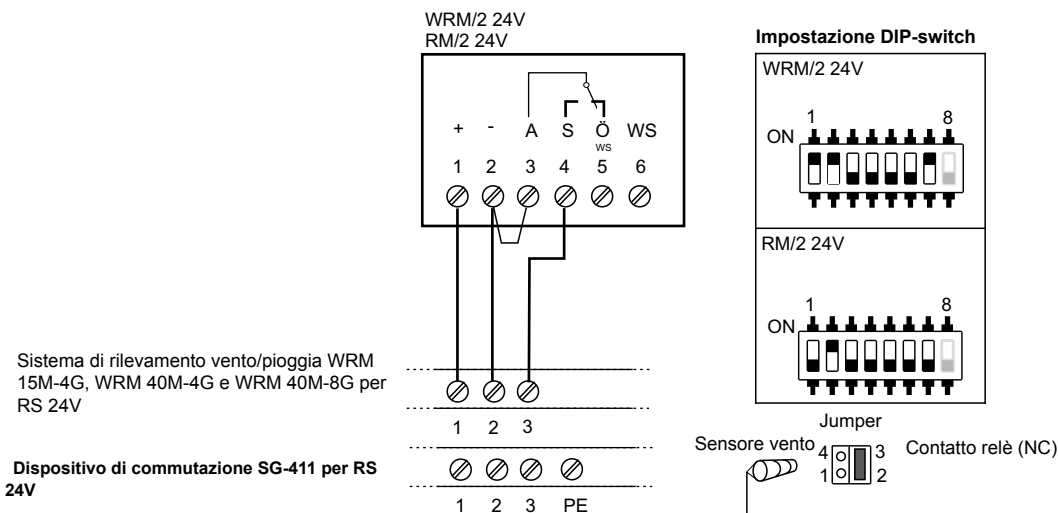 WRM/2 24V
RM/2 24V
+ - A S Ö WS
WS
1 2 3 4 5 6
Impostazione DIP-switch
WRM/2 24V
1 8
ON
RM/2 24V
1 8
ON
Sistema di rilevamento vento/pioggia WRM
15M-4G, WRM 40M-4G e WRM 40M-8G per
RS 24V
1 2 3
Dispositivo di commutazione SG-411 per RS
24V
1 2 3 PE
Jumper
Sensore vento
4 3
1 2
Contatto relè (NC)